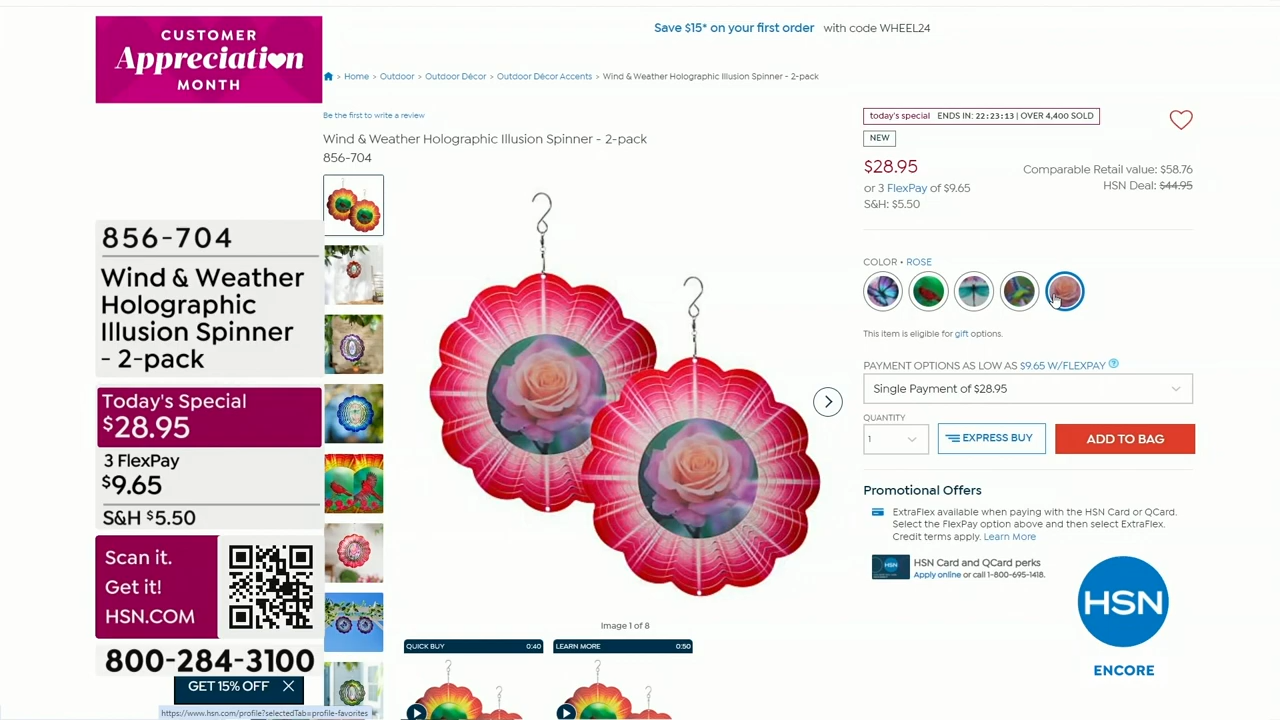 CUSTOMER
Appreciation
MONTH
Save $15* on your first order with code WHEEL24
> Home > Outdoor > Outdoor Décor > Outdoor Décor Accents > Wind & Weather Holographic Illusion Spinner - 2-pack
Be the first to write a review
Wind & Weather Holographic Illusion Spinner - 2-pack
856-704
today's special ENDS IN: 22:23:13 | OVER 4,400 SOLD
NEW
$28.95
Comparable Retail value: $58.76
or 3 FlexPay of $9.65
HSN Deal: $44.95
S&H: $5.50
COLOR • ROSE
This item is eligible for gift options.
PAYMENT OPTIONS AS LOW AS $9.65 W/FLEXPAY ?
Single Payment of $28.95
QUANTITY
1
EXPRESS BUY
ADD TO BAG
Promotional Offers
ExtraFlex available when paying with the HSN Card or QCard.
Select the FlexPay option above and then select ExtraFlex.
Credit terms apply. Learn More
HSN
HSN Card and QCard perks
Apply online or call 1-800-695-1418.
HSN
ENCORE
856-704
Wind & Weather
Holographic
Illusion Spinner
- 2-pack
Today's Special
$28.95
3 FlexPay
$9.65
S&H $5.50
Scan it.
Get it!
HSN.COM
800-284-3100
GET 15% OFF
Image 1 of 8
QUICK BUY 0:40
LEARN MORE 0:50
https://www.hsn.com/profile?selectedTab=profile-favorites